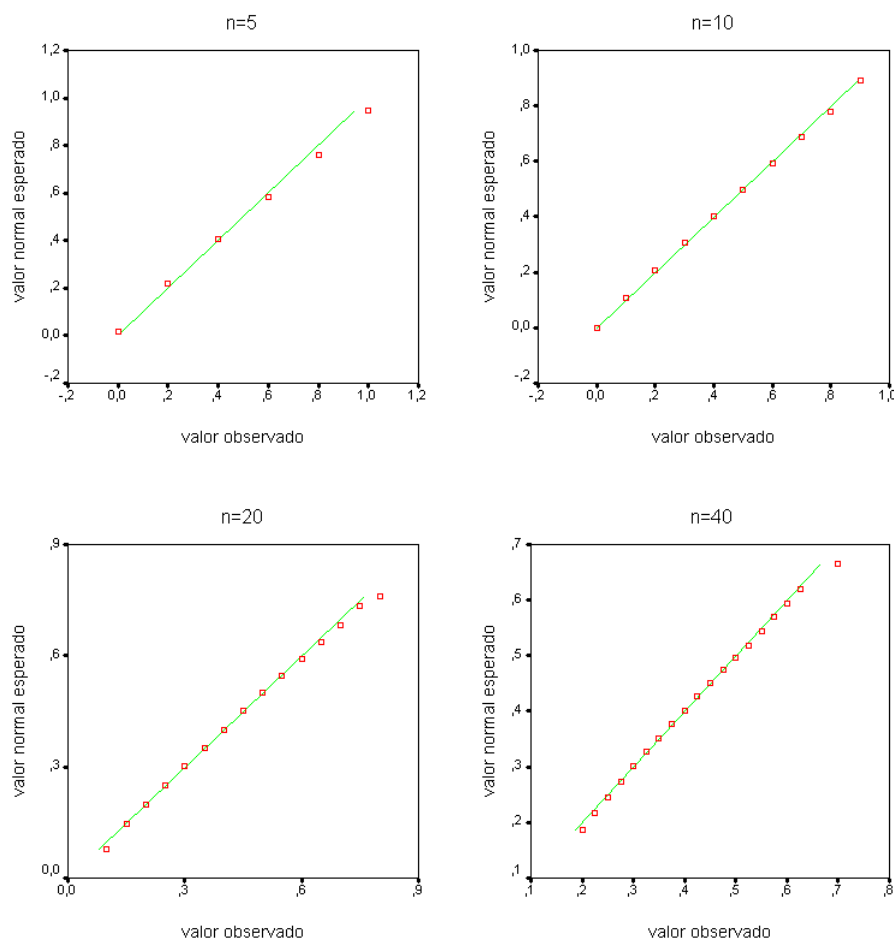 n=5
1,2
1,0
,8
,6
,4
,2
0,0
-,2
valor normal esperado
-,2 0,0 ,2 ,4 ,6 ,8 1,0 1,2
valor observado
n=10
1,0
,8
,6
,4
,2
0,0
-,2
valor normal esperado
-,2 0,0 ,2 ,4 ,6 ,8 1,0
valor observado
n=20
,9
,6
,3
0,0
valor normal esperado
0,0 ,3 ,6 ,9
valor observado
n=40
,7
,6
,5
,4
,3
,2
,1
valor normal esperado
,1 ,2 ,3 ,4 ,5 ,6 ,7 ,8
valor observado